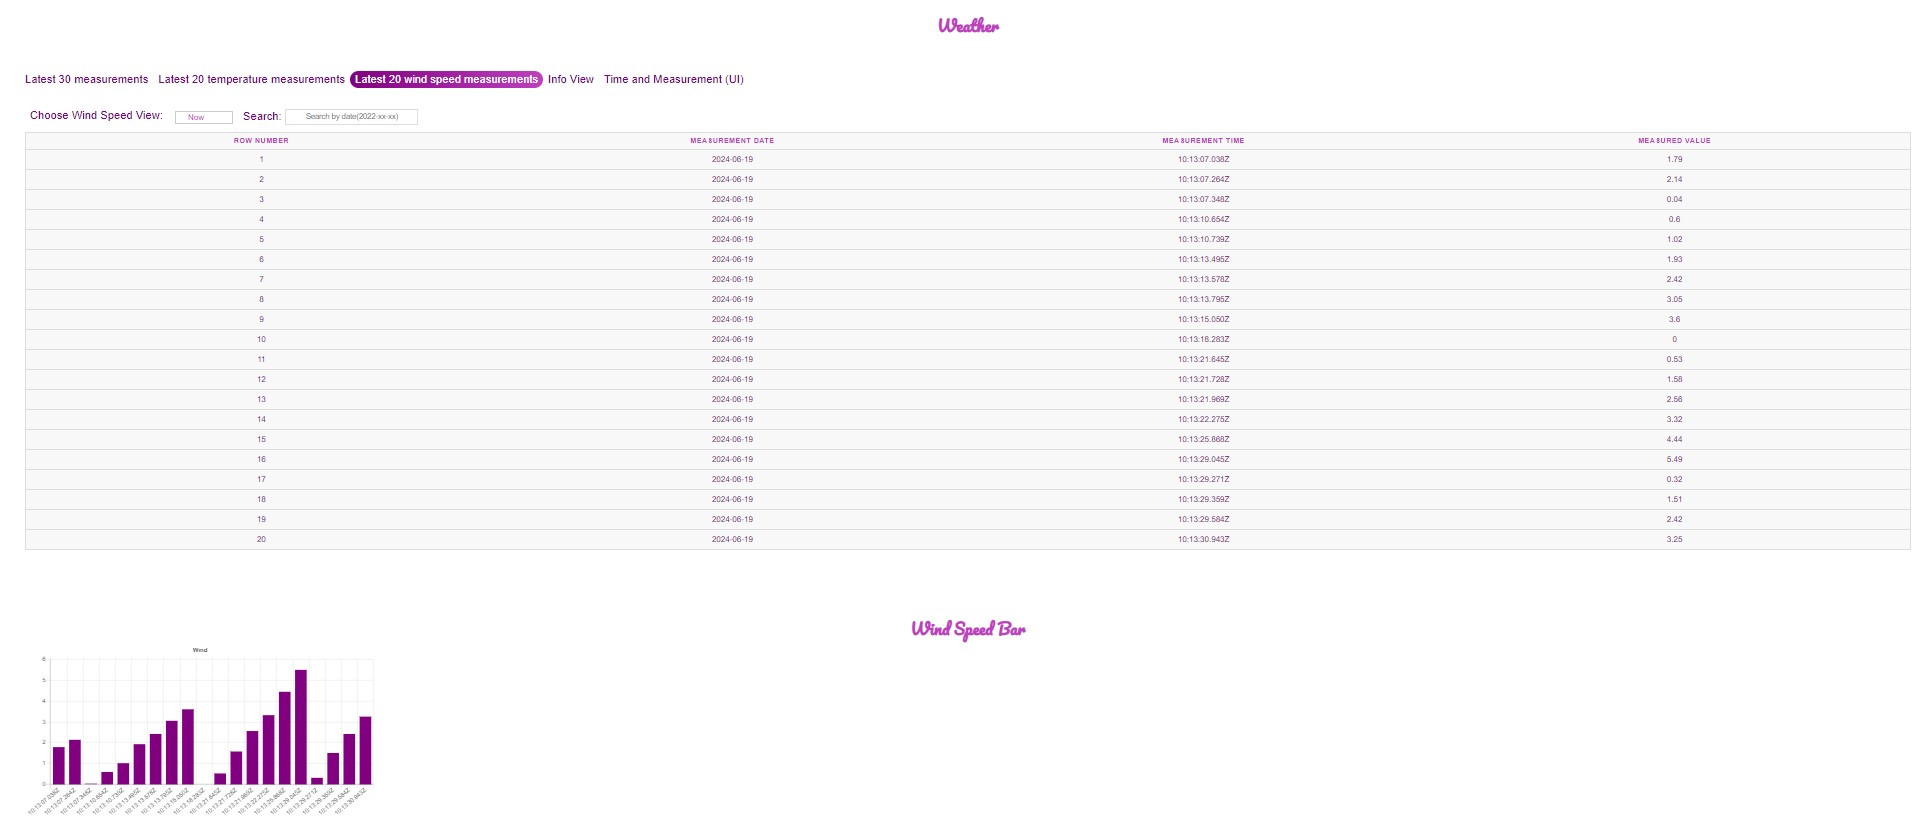 Weather
Latest 30 measurements Latest 20 temperature measurements Latest 20 wind speed measurements Info View Time and Measurement (UI)
Choose Wind Speed View: Now Search: Search by date(2022-xx-xx)
ROW NUMBER MEASUREMENT DATE MEASUREMENT TIME MEASURED VALUE
1 2024-06-19 10:13:07.038Z 1.79
2 2024-06-19 10:13:07.264Z 2.14
3 2024-06-19 10:13:07.348Z 0.04
4 2024-06-19 10:13:10.654Z 0.6
5 2024-06-19 10:13:10.739Z 1.02
6 2024-06-19 10:13:13.495Z 1.93
7 2024-06-19 10:13:13.578Z 2.42
8 2024-06-19 10:13:13.795Z 3.05
9 2024-06-19 10:13:15.050Z 3.6
10 2024-06-19 10:13:18.283Z 0
11 2024-06-19 10:13:21.645Z 0.53
12 2024-06-19 10:13:21.728Z 1.58
13 2024-06-19 10:13:21.969Z 2.56
14 2024-06-19 10:13:22.275Z 3.32
15 2024-06-19 10:13:25.868Z 4.44
16 2024-06-19 10:13:29.045Z 5.49
17 2024-06-19 10:13:29.271Z 0.32
18 2024-06-19 10:13:29.359Z 1.51
19 2024-06-19 10:13:29.584Z 2.42
20 2024-06-19 10:13:30.943Z 3.25
Wind Speed Bar
Wind
6
5
4
3
2
1
0
10:13:07.038Z 10:13:07.264Z 10:13:07.348Z 10:13:10.654Z 10:13:10.739Z 10:13:13.495Z 10:13:13.578Z 10:13:13.795Z 10:13:15.050Z 10:13:18.283Z 10:13:21.645Z 10:13:21.728Z 10:13:21.969Z 10:13:22.275Z 10:13:25.868Z 10:13:29.045Z 10:13:29.271Z 10:13:29.359Z 10:13:29.584Z 10:13:30.943Z